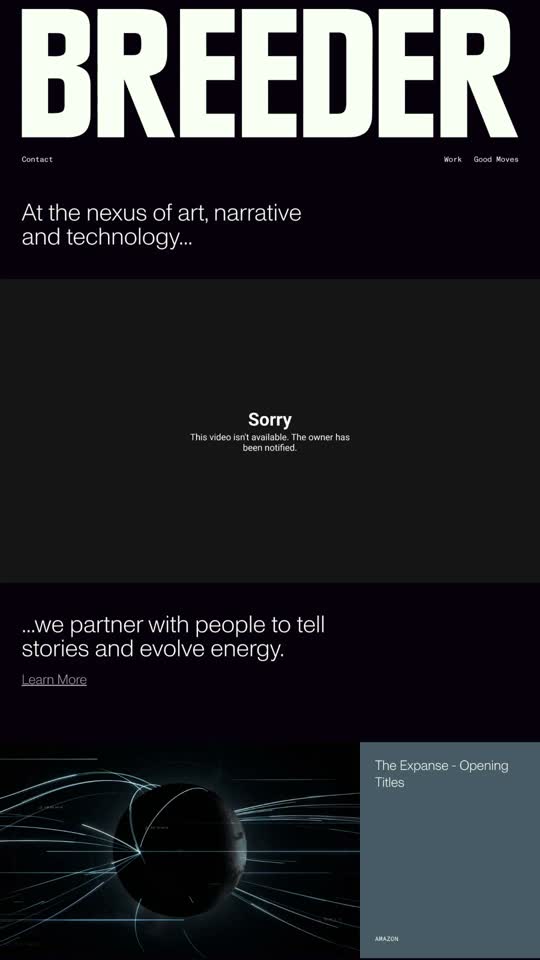 BREEDER
Contact
Work
Good Moves
At the nexus of art, narrative
and technology...
Sorry
This video isn't available. The owner has
been notified.
...we partner with people to tell
stories and evolve energy.
Learn More
The Expanse - Opening
Titles
AMAZON